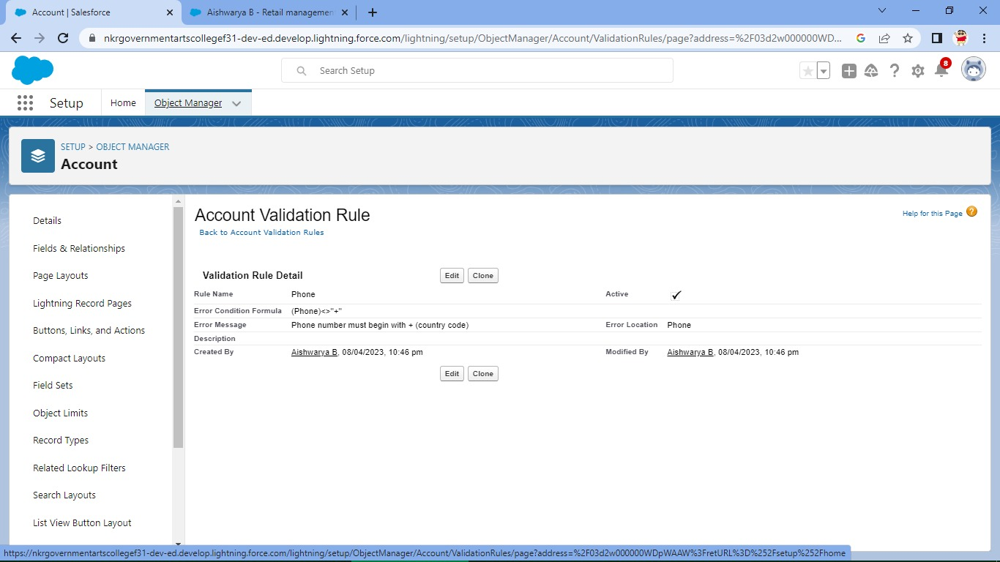 Account | Salesforce
Aishwarya B - Retail managemen
nkrgovernmentartscollegef31-dev-ed.develop.lightning.force.com/lightning/setup/ObjectManager/Account/ValidationRules/page?address=%2F03d2w000000WD...
Search Setup
8
Setup
Home
Object Manager
SETUP > OBJECT MANAGER
Account
Details
Fields & Relationships
Page Layouts
Lightning Record Pages
Buttons, Links, and Actions
Compact Layouts
Field Sets
Object Limits
Record Types
Related Lookup Filters
Search Layouts
List View Button Layout
Account Validation Rule
Help for this Page
Back to Account Validation Rules
Validation Rule Detail Edit Clone
Rule Name Phone Active
Error Condition Formula (Phone)<>"+"
Error Message Phone number must begin with + (country code) Error Location Phone
Description
Created By Aishwarya B, 08/04/2023, 10:46 pm Modified By Aishwarya B, 08/04/2023, 10:46 pm
Edit Clone
https://nkrgovernmentartscollegef31-dev-ed.develop.lightning.force.com/lightning/setup/ObjectManager/Account/ValidationRules/page?address=%2F03d2w000000WDpWAAW%3FretURL%3D%252Fsetup%252Fhome